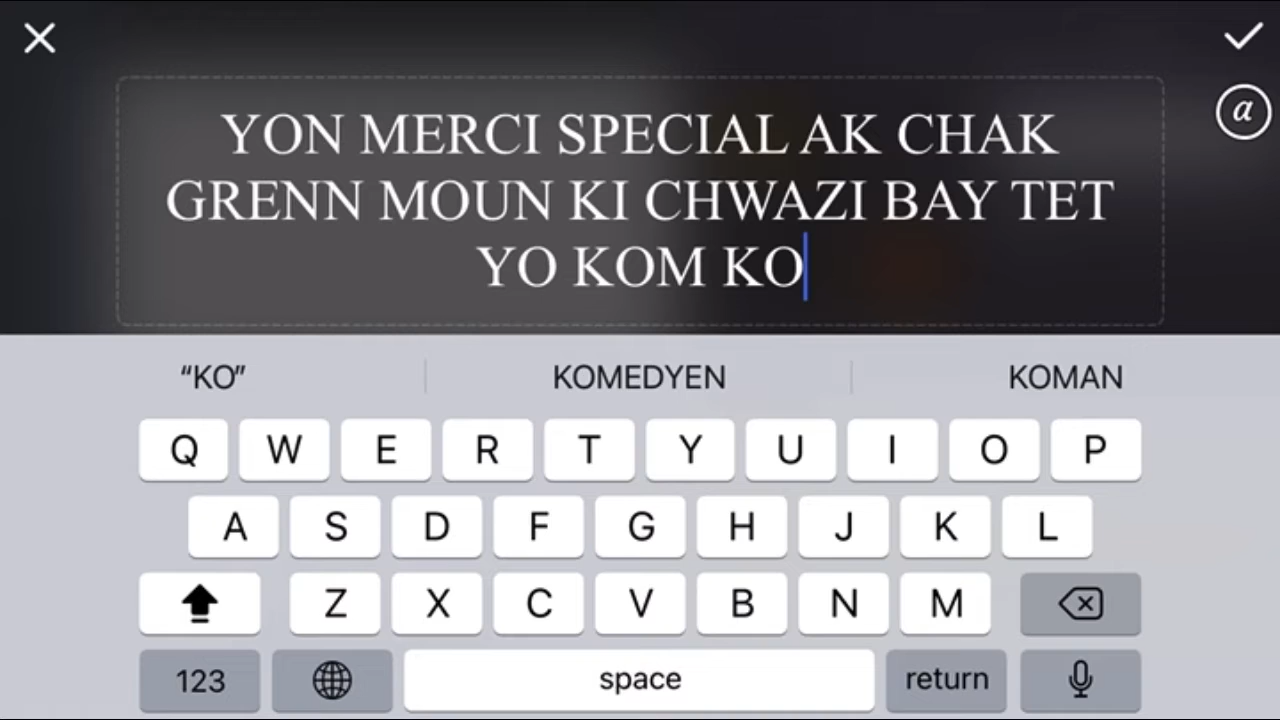 YON MERCI SPECIAL AK CHAK
GRENN MOUN KI CHWAZI BAY TET
YO KOM KO
a
“KO” KOMEDYEN KOMAN
Q W E R T Y U I O P
A S D F G H J K L
Z X C V B N M
123 space return